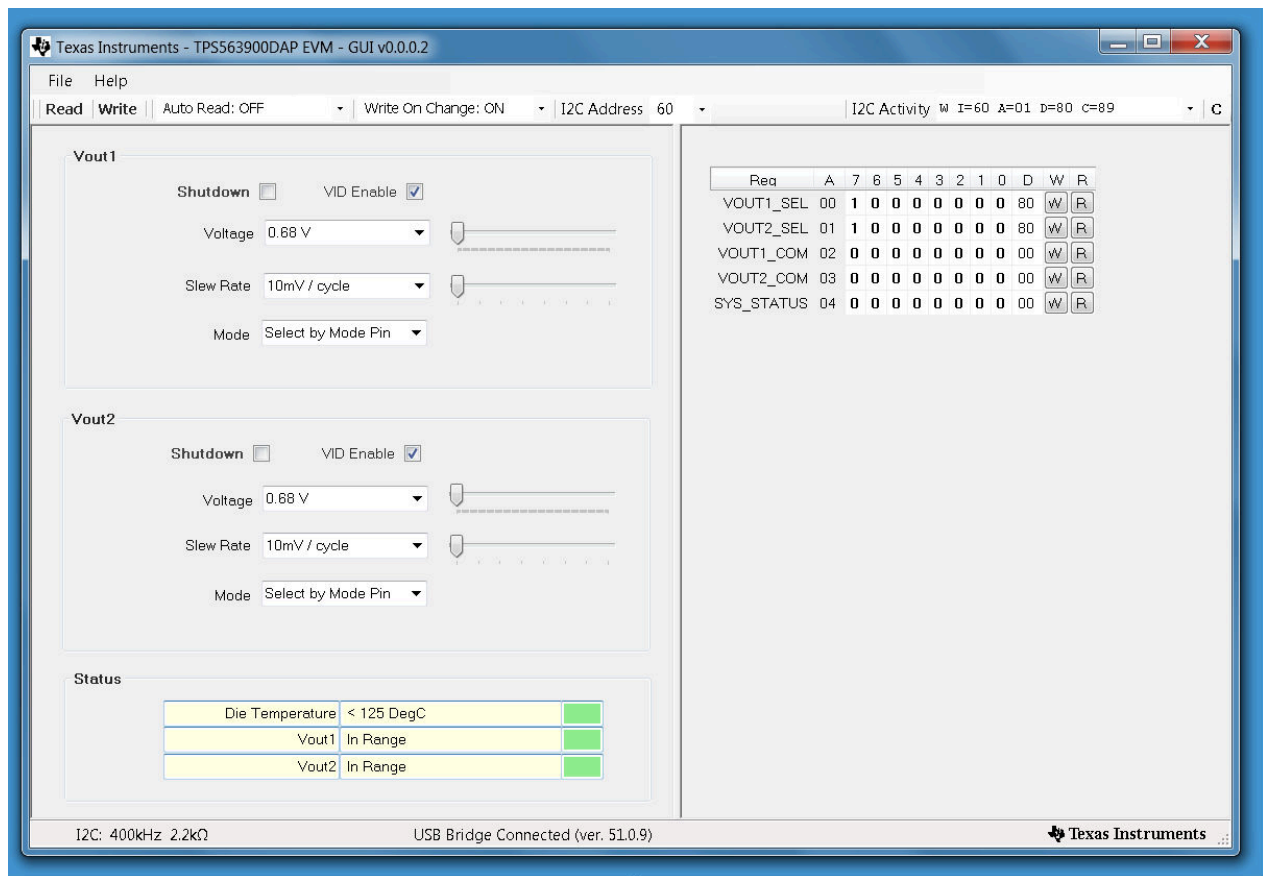 Texas Instruments - TPS563900DAP EVM - GUI v0.0.0.2
File Help
Read Write Auto Read: OFF Write On Change: ON I2C Address 60 I2C Activity W I=60 A=01 D=80 C=89 C
Vout1
Shutdown VID Enable
Voltage 0.68 V
Slew Rate 10mV / cycle
Mode Select by Mode Pin
Vout2
Shutdown VID Enable
Voltage 0.68 V
Slew Rate 10mV / cycle
Mode Select by Mode Pin
Status
Die Temperature < 125 DegC
Vout1 In Range
Vout2 In Range
Reg A 7 6 5 4 3 2 1 0 D W R
VOUT1_SEL 00 1 0 0 0 0 0 0 0 80 W R
VOUT2_SEL 01 1 0 0 0 0 0 0 0 80 W R
VOUT1_COM 02 0 0 0 0 0 0 0 0 00 W R
VOUT2_COM 03 0 0 0 0 0 0 0 0 00 W R
SYS_STATUS 04 0 0 0 0 0 0 0 0 00 W R
I2C: 400kHz 2.2kΩ USB Bridge Connected (ver. 51.0.9) Texas Instruments